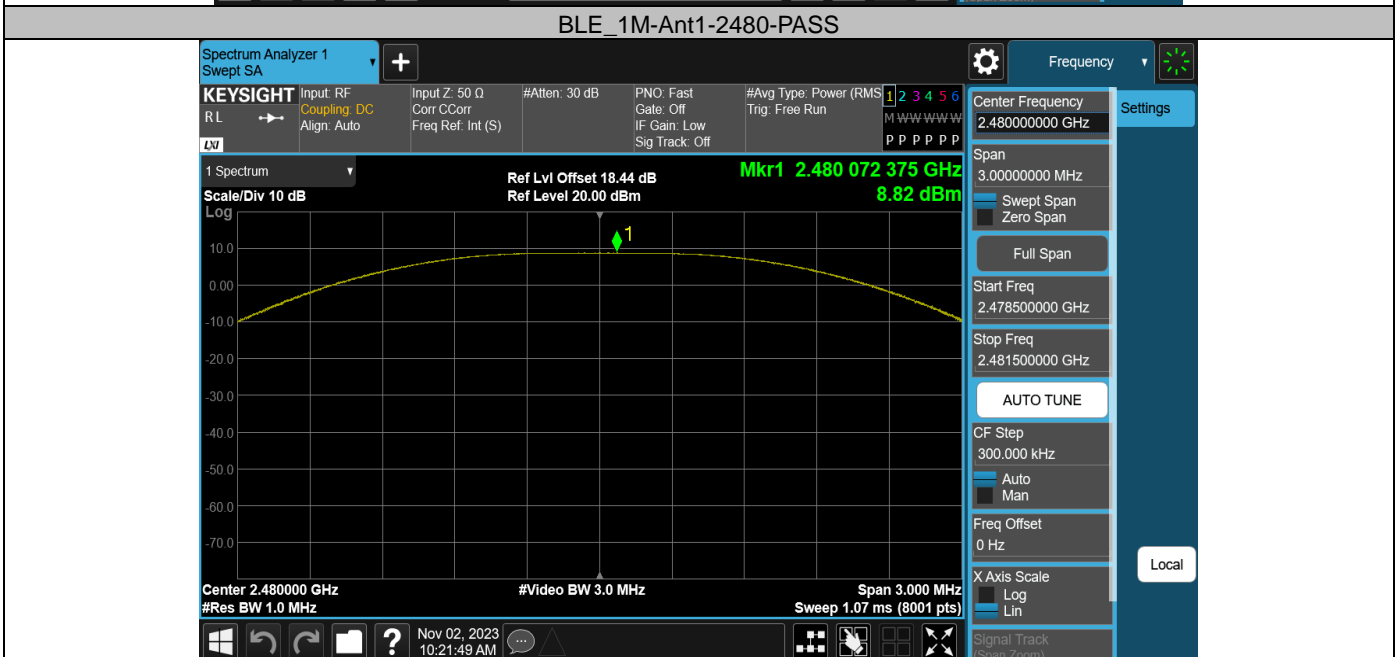 BLE_1M-Ant1-2480-PASS
Spectrum Analyzer 1
Swept SA
+
Frequency
KEYSIGHT
RL
LXI
Input: RF
Coupling: DC
Align: Auto
Input Z: 50 Ω
Corr CCorr
Freq Ref: Int (S)
#Atten: 30 dB
PNO: Fast
Gate: Off
IF Gain: Low
Sig Track: Off
#Avg Type: Power (RMS
Trig: Free Run
1 2 3 4 5 6
M W W W W W
P P P P P P
1 Spectrum
Scale/Div 10 dB
Ref Lvl Offset 18.44 dB
Ref Level 20.00 dBm
Mkr1 2.480 072 375 GHz
8.82 dBm
Log
1
10.0
0.00
-10.0
-20.0
-30.0
-40.0
-50.0
-60.0
-70.0
Center 2.480000 GHz
#Res BW 1.0 MHz
#Video BW 3.0 MHz
Span 3.000 MHz
Sweep 1.07 ms (8001 pts)
Center Frequency
2.480000000 GHz
Settings
Span
3.00000000 MHz
Swept Span
Zero Span
Full Span
Start Freq
2.478500000 GHz
Stop Freq
2.481500000 GHz
AUTO TUNE
CF Step
300.000 kHz
Auto
Man
Freq Offset
0 Hz
X Axis Scale
Log
Lin
Local
Signal Track
(Span Zoom)
?
Nov 02, 2023
10:21:49 AM